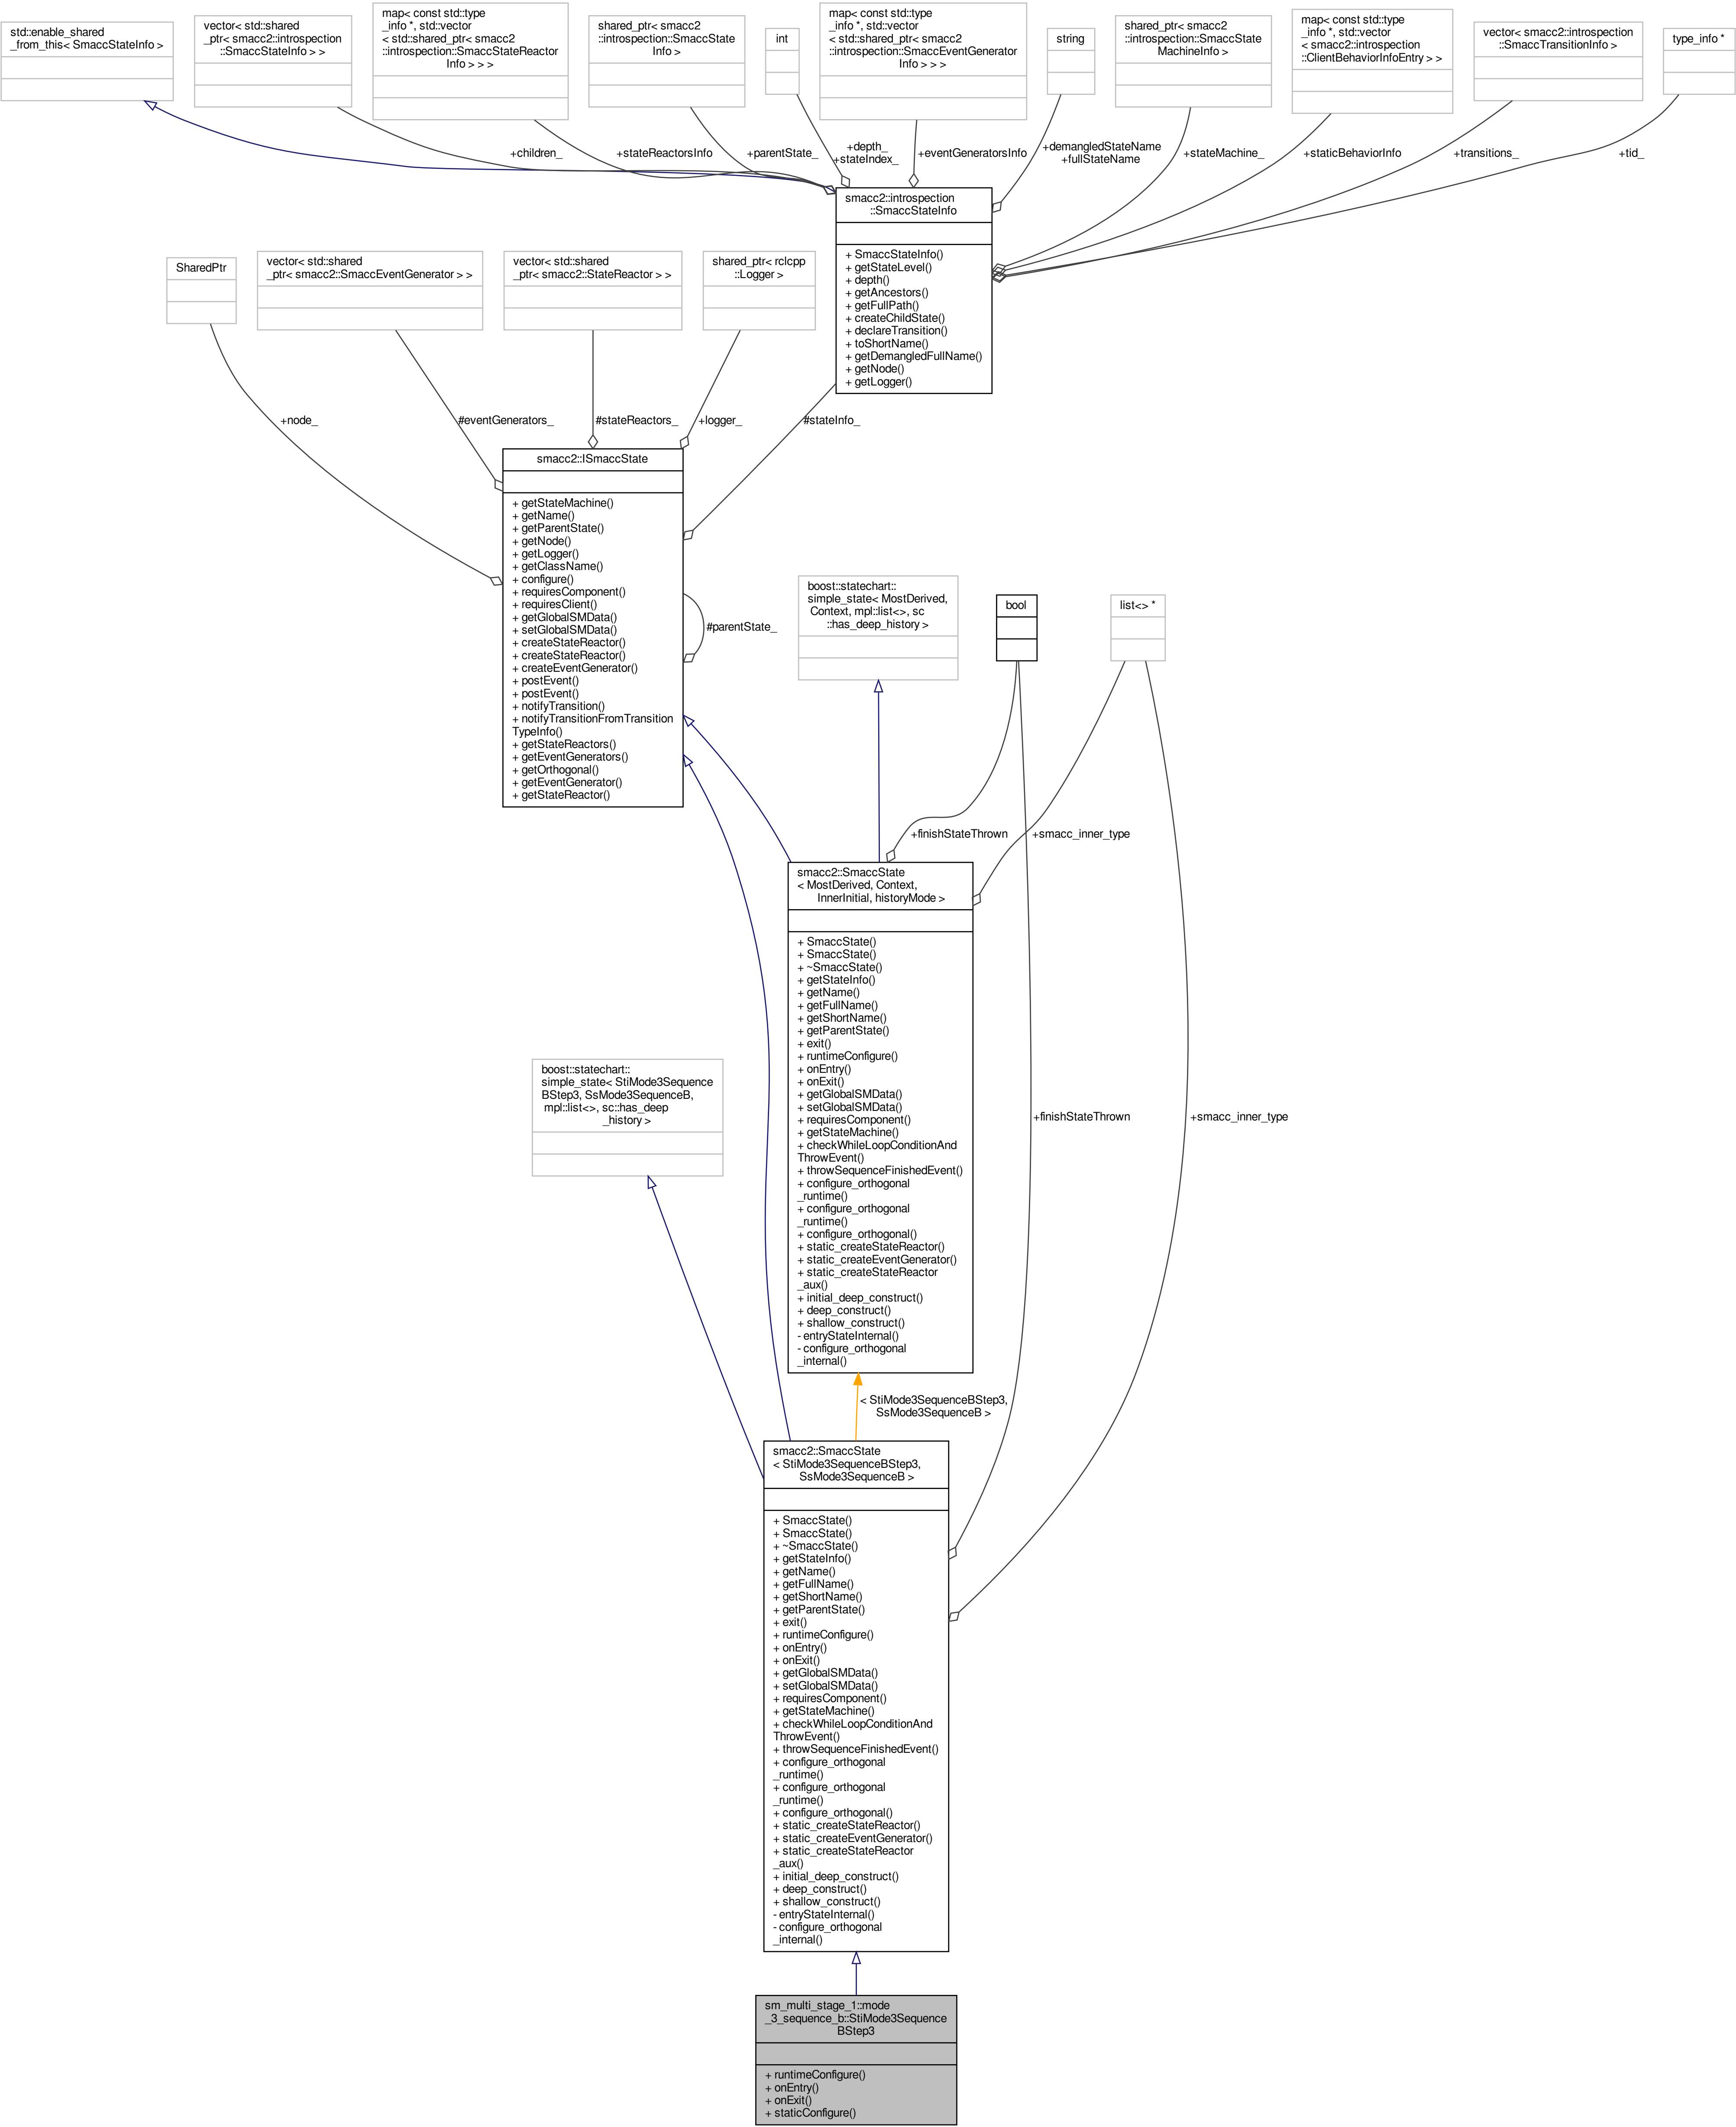 std::enable_shared
_from_this< SmaccStateInfo >
vector< std::shared
_ptr< smacc2::introspection
::SmaccStateInfo > >
map< const std::type
_info *, std::vector
< std::shared_ptr< smacc2
::introspection::SmaccStateReactor
Info > > >
shared_ptr< smacc2
::introspection::SmaccState
Info >
int
map< const std::type
_info *, std::vector
< std::shared_ptr< smacc2
::introspection::SmaccEventGenerator
Info > > >
string
shared_ptr< smacc2
::introspection::SmaccState
MachineInfo >
map< const std::type
_info *, std::vector
< smacc2::introspection
::ClientBehaviorInfoEntry > >
vector< smacc2::introspection
::SmaccTransitionInfo >
type_info *
+children_
+stateReactorsInfo
+parentState_
+depth_
+stateIndex_
+eventGeneratorsInfo
+demangledStateName
+fullStateName
+stateMachine_
+staticBehaviorInfo
+transitions_
+tid_
smacc2::introspection
::SmaccStateInfo
+ SmaccStateInfo()
+ getStateLevel()
+ depth()
+ getAncestors()
+ getFullPath()
+ createChildState()
+ declareTransition()
+ toShortName()
+ getDemangledFullName()
+ getNode()
+ getLogger()
SharedPtr
vector< std::shared
_ptr< smacc2::SmaccEventGenerator > >
vector< std::shared
_ptr< smacc2::StateReactor > >
shared_ptr< rclcpp
::Logger >
+node_
#eventGenerators_
#stateReactors_
+logger_
#stateInfo_
smacc2::ISmaccState
+ getStateMachine()
+ getName()
+ getParentState()
+ getNode()
+ getLogger()
+ getClassName()
+ configure()
+ requiresComponent()
+ requiresClient()
+ getGlobalSMData()
+ setGlobalSMData()
+ createStateReactor()
+ createStateReactor()
+ createEventGenerator()
+ postEvent()
+ postEvent()
+ notifyTransition()
+ notifyTransitionFromTransition
TypeInfo()
+ getStateReactors()
+ getEventGenerators()
+ getOrthogonal()
+ getEventGenerator()
+ getStateReactor()
#parentState_
boost::statechart::
simple_state< MostDerived,
Context, mpl::list<>, sc
::has_deep_history >
bool
list<> *
+finishStateThrown
+smacc_inner_type
smacc2::SmaccState
< MostDerived, Context,
InnerInitial, historyMode >
+ SmaccState()
+ SmaccState()
+ ~SmaccState()
+ getStateInfo()
+ getName()
+ getFullName()
+ getShortName()
+ getParentState()
+ exit()
+ runtimeConfigure()
+ onEntry()
+ onExit()
+ getGlobalSMData()
+ setGlobalSMData()
+ requiresComponent()
+ getStateMachine()
+ checkWhileLoopConditionAnd
ThrowEvent()
+ throwSequenceFinishedEvent()
+ configure_orthogonal
_runtime()
+ configure_orthogonal
_runtime()
+ configure_orthogonal()
+ static_createStateReactor()
+ static_createEventGenerator()
+ static_createStateReactor
_aux()
+ initial_deep_construct()
+ deep_construct()
+ shallow_construct()
- entryStateInternal()
- configure_orthogonal
_internal()
boost::statechart::
simple_state< StiMode3Sequence
BStep3, SsMode3SequenceB,
mpl::list<>, sc::has_deep
_history >
+finishStateThrown
+smacc_inner_type
< StiMode3SequenceBStep3,
SsMode3SequenceB >
smacc2::SmaccState
< StiMode3SequenceBStep3,
SsMode3SequenceB >
+ SmaccState()
+ SmaccState()
+ ~SmaccState()
+ getStateInfo()
+ getName()
+ getFullName()
+ getShortName()
+ getParentState()
+ exit()
+ runtimeConfigure()
+ onEntry()
+ onExit()
+ getGlobalSMData()
+ setGlobalSMData()
+ requiresComponent()
+ getStateMachine()
+ checkWhileLoopConditionAnd
ThrowEvent()
+ throwSequenceFinishedEvent()
+ configure_orthogonal
_runtime()
+ configure_orthogonal
_runtime()
+ configure_orthogonal()
+ static_createStateReactor()
+ static_createEventGenerator()
+ static_createStateReactor
_aux()
+ initial_deep_construct()
+ deep_construct()
+ shallow_construct()
- entryStateInternal()
- configure_orthogonal
_internal()
sm_multi_stage_1::mode
_3_sequence_b::StiMode3Sequence
BStep3
+ runtimeConfigure()
+ onEntry()
+ onExit()
+ staticConfigure()